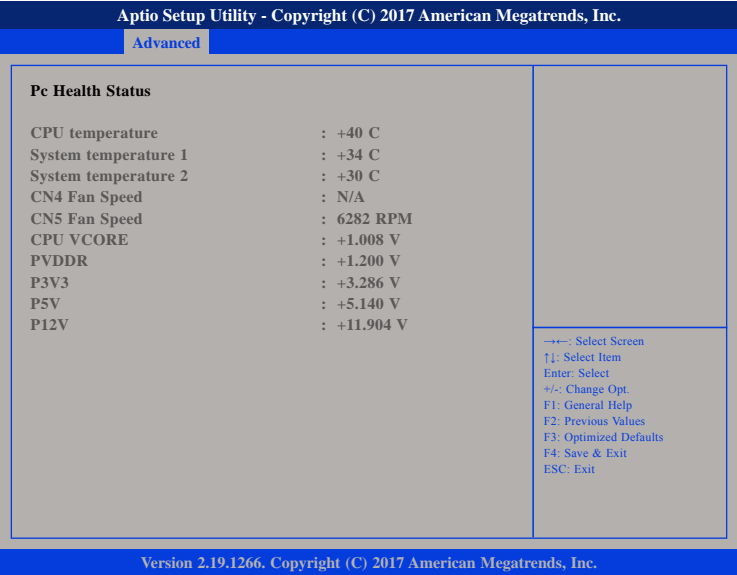 Aptio Setup Utility - Copyright (C) 2017 American Megatrends, Inc.
Advanced
Pc Health Status
CPU temperature : +40 C
System temperature 1 : +34 C
System temperature 2 : +30 C
CN4 Fan Speed : N/A
CN5 Fan Speed : 6282 RPM
CPU VCORE : +1.008 V
PVDDR : +1.200 V
P3V3 : +3.286 V
P5V : +5.140 V
P12V : +11.904 V
→←: Select Screen
↑↓: Select Item
Enter: Select
+/-: Change Opt.
F1: General Help
F2: Previous Values
F3: Optimized Defaults
F4: Save & Exit
ESC: Exit
Version 2.19.1266. Copyright (C) 2017 American Megatrends, Inc.